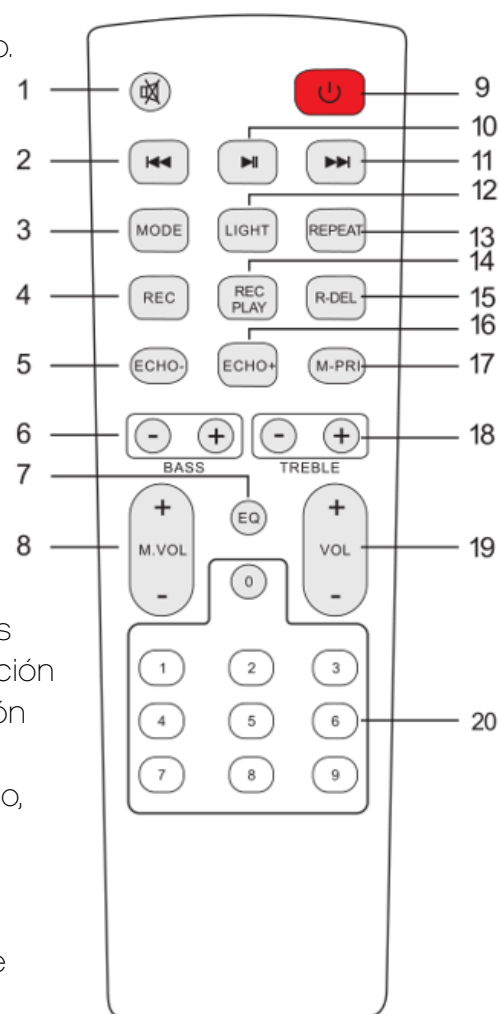 o.
1 9
10
2 11
12
3 MODE LIGHT REPEAT 13
14
4 REC REC PLAY R-DEL 15
16
5 ECHO- ECHO+ M-PRI 17
6 - + - + 18
BASS TREBLE
7
EQ
8 + M.VOL - + VOL - 19
0
s
1 2 3
ción
ón
4 5 6 20
7 8 9
o,
e